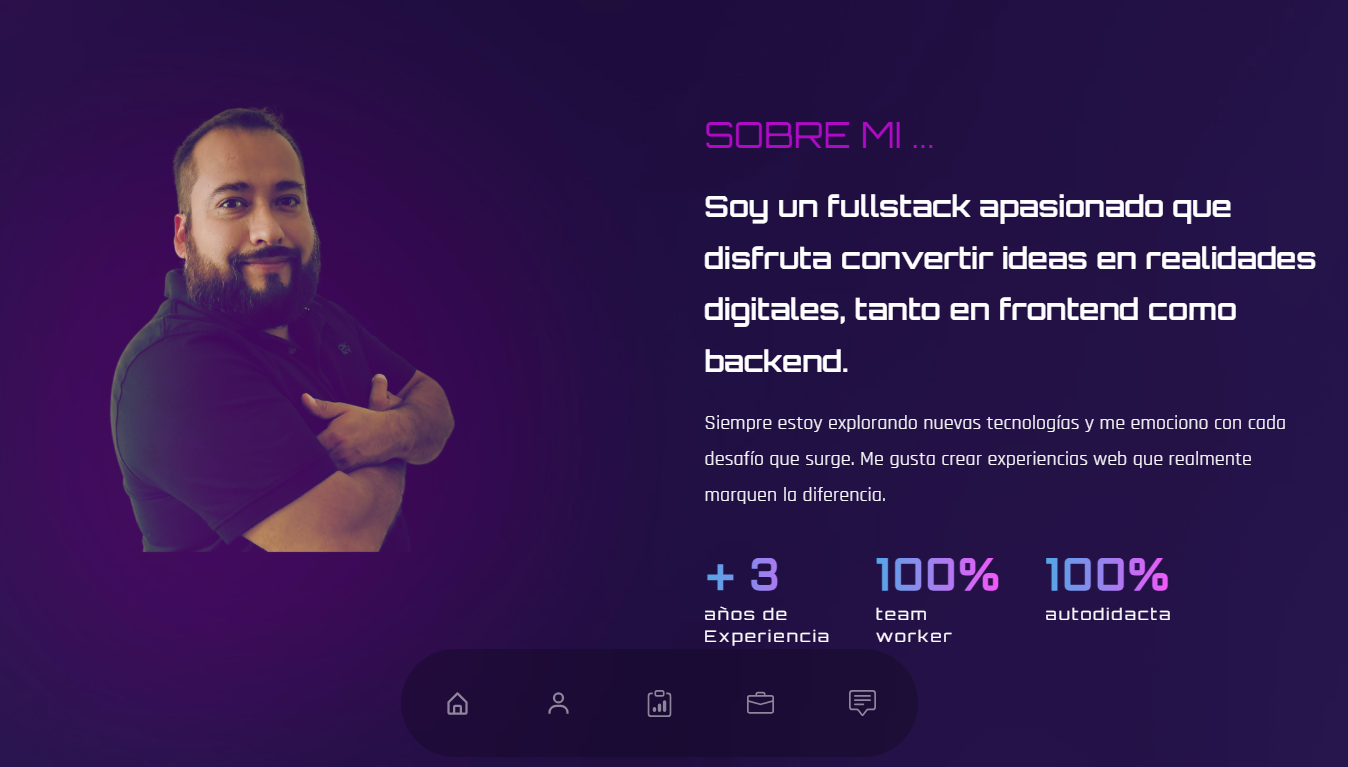 SOBRE MI ...
Soy un fullstack apasionado que
disfruta convertir ideas en realidades
digitales, tanto en frontend como
backend.
Siempre estoy explorando nuevas tecnologías y me emociono con cada
desafío que surge. Me gusta crear experiencias web que realmente
marquen la diferencia.
+ 3
años de
Experiencia
100%
team
worker
100%
autodidacta